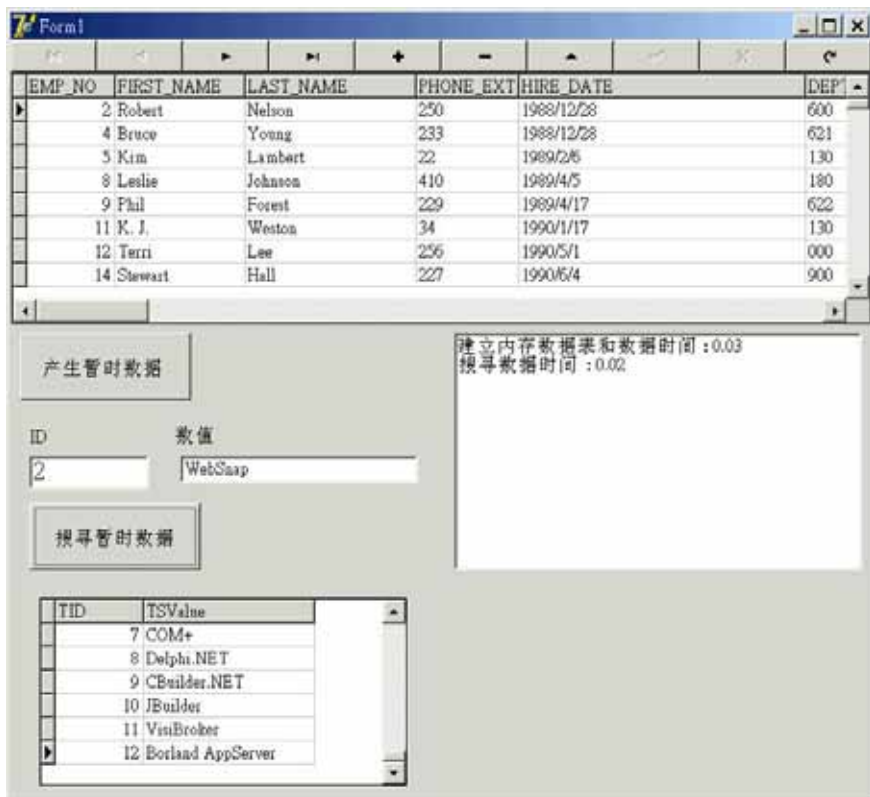 Form1
EMP_NO FIRST_NAME LAST_NAME PHONE_EXT HIRE_DATE DEPT
2 Robert Nelson 250 1988/12/28 600
4 Bruce Young 233 1988/12/28 621
5 Kim Lambert 22 1989/2/6 130
8 Leslie Johnson 410 1989/4/5 180
9 Phil Forest 229 1989/4/17 622
11 K. J. Weston 34 1990/1/17 130
12 Terri Lee 256 1990/5/1 000
14 Stewart Hall 227 1990/6/4 900
产生暂时数据
建立内存数据表和数据时间 :0.03
搜寻数据时间 :0.02
ID 数值
2 WebSnap
搜寻暂时数据
TID TSValue
7 COM+
8 Delphi.NET
9 CBuilder.NET
10 JBuilder
11 VisiBroker
12 Borland AppServer